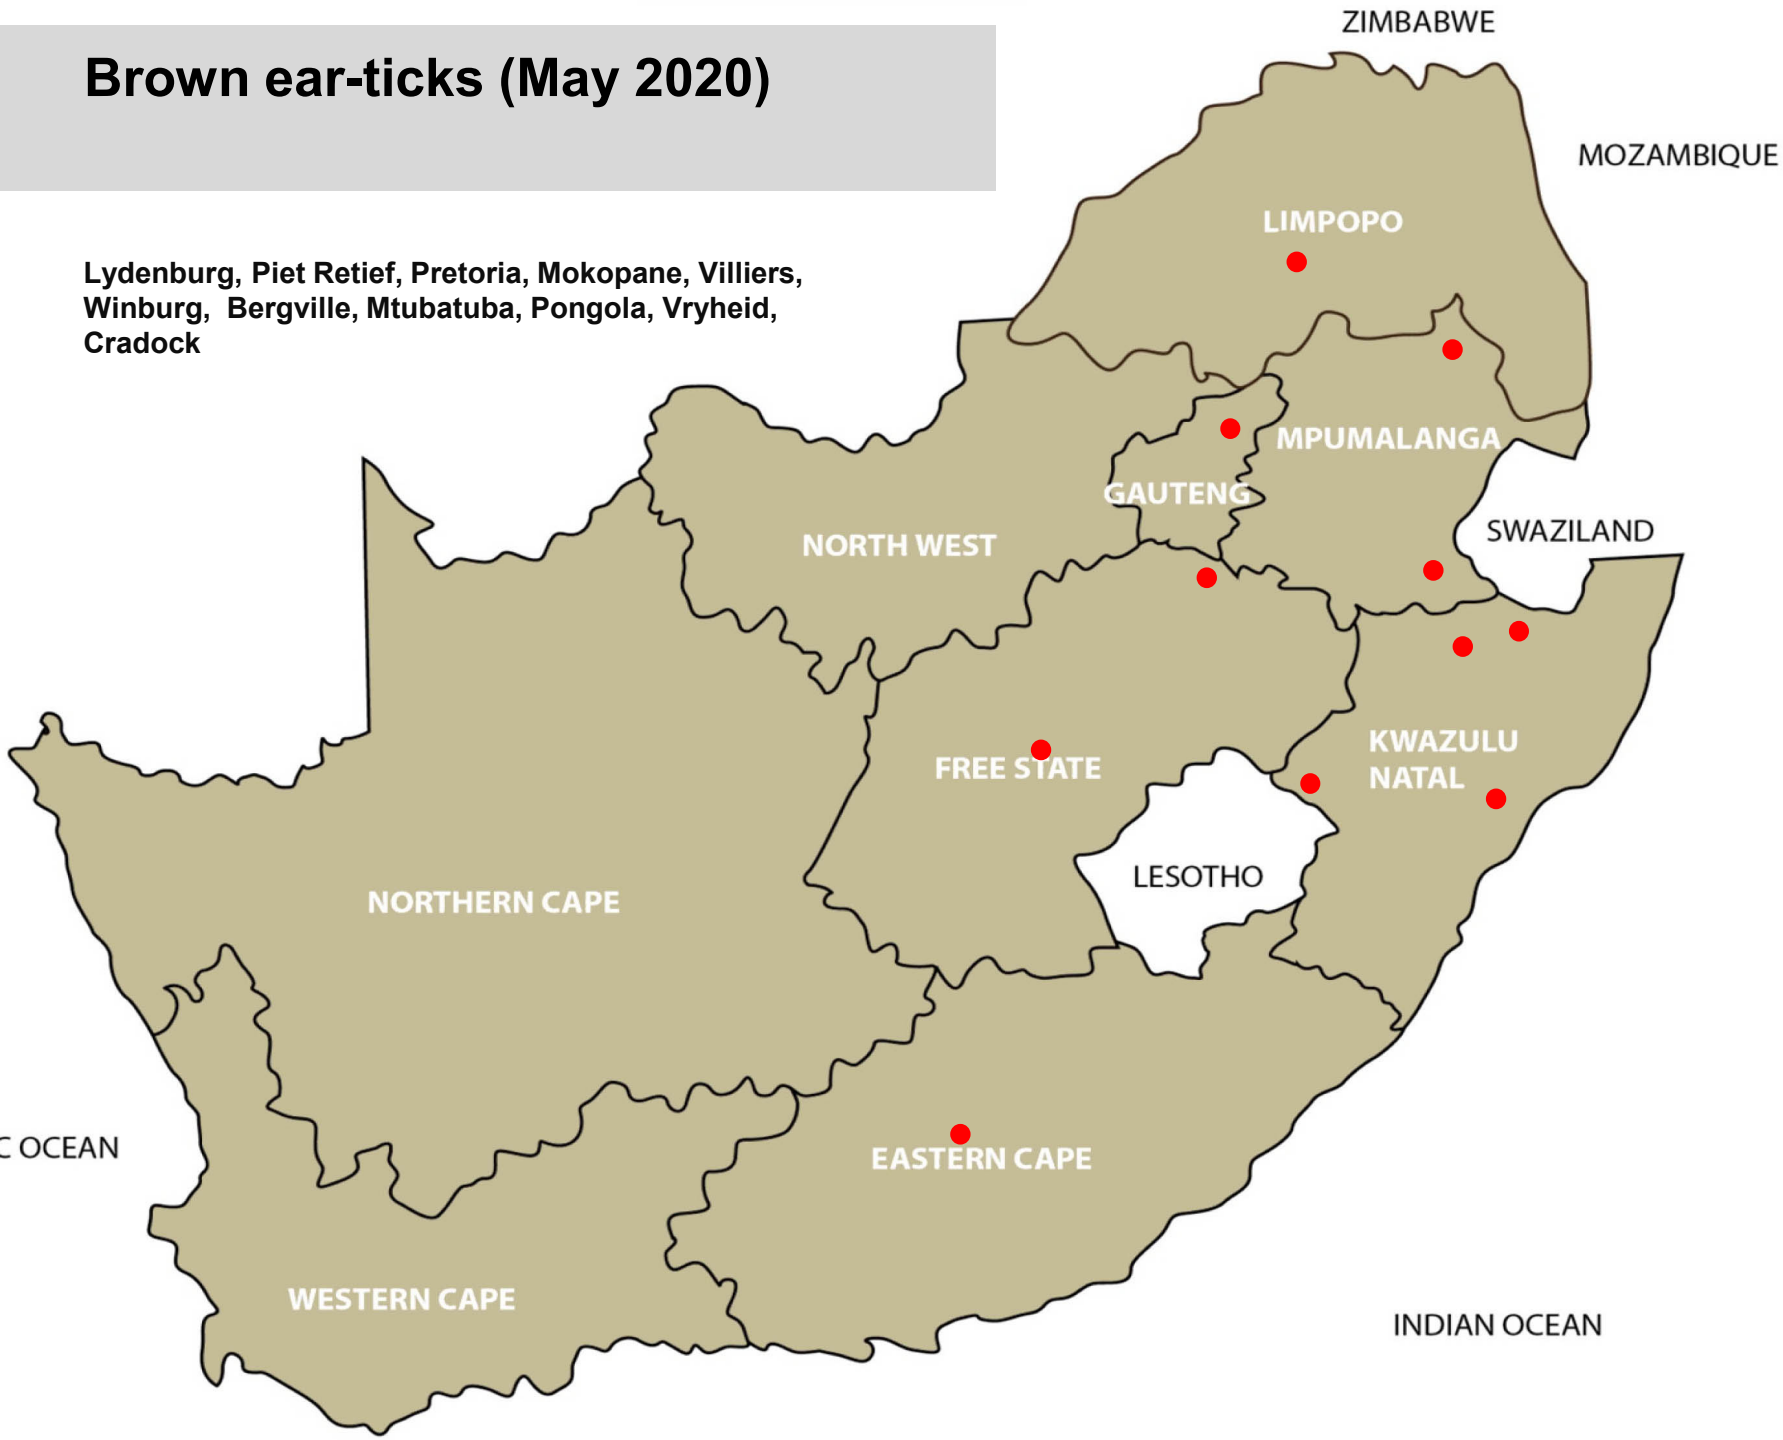 Brown ear-ticks (May 2020)
Lydenburg, Piet Retief, Pretoria, Mokopane, Villiers,
Winburg, Bergville, Mtubatuba, Pongola, Vryheid,
Cradock
ZIMBABWE
MOZAMBIQUE
LIMPOPO
MPUMALANGA
GAUTENG
SWAZILAND
NORTH WEST
KWAZULU
NATAL
FREE STATE
LESOTHO
NORTHERN CAPE
C OCEAN
EASTERN CAPE
WESTERN CAPE
INDIAN OCEAN